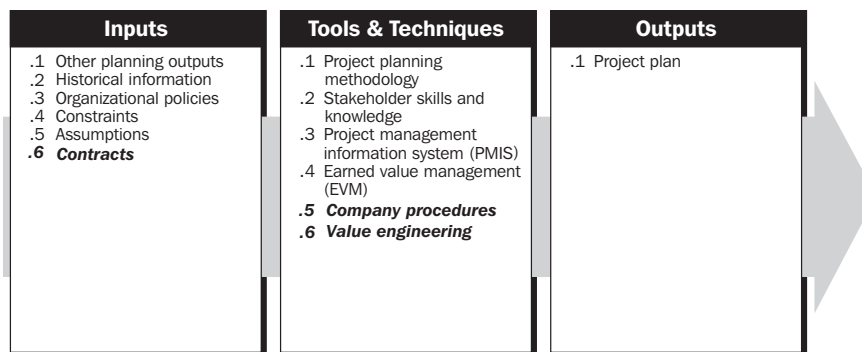 Inputs
.1 Other planning outputs
.2 Historical information
.3 Organizational policies
.4 Constraints
.5 Assumptions
.6 Contracts
Tools & Techniques
.1 Project planning
methodology
.2 Stakeholder skills and
knowledge
.3 Project management
information system (PMIS)
.4 Earned value management
(EVM)
.5 Company procedures
.6 Value engineering
Outputs
.1 Project plan